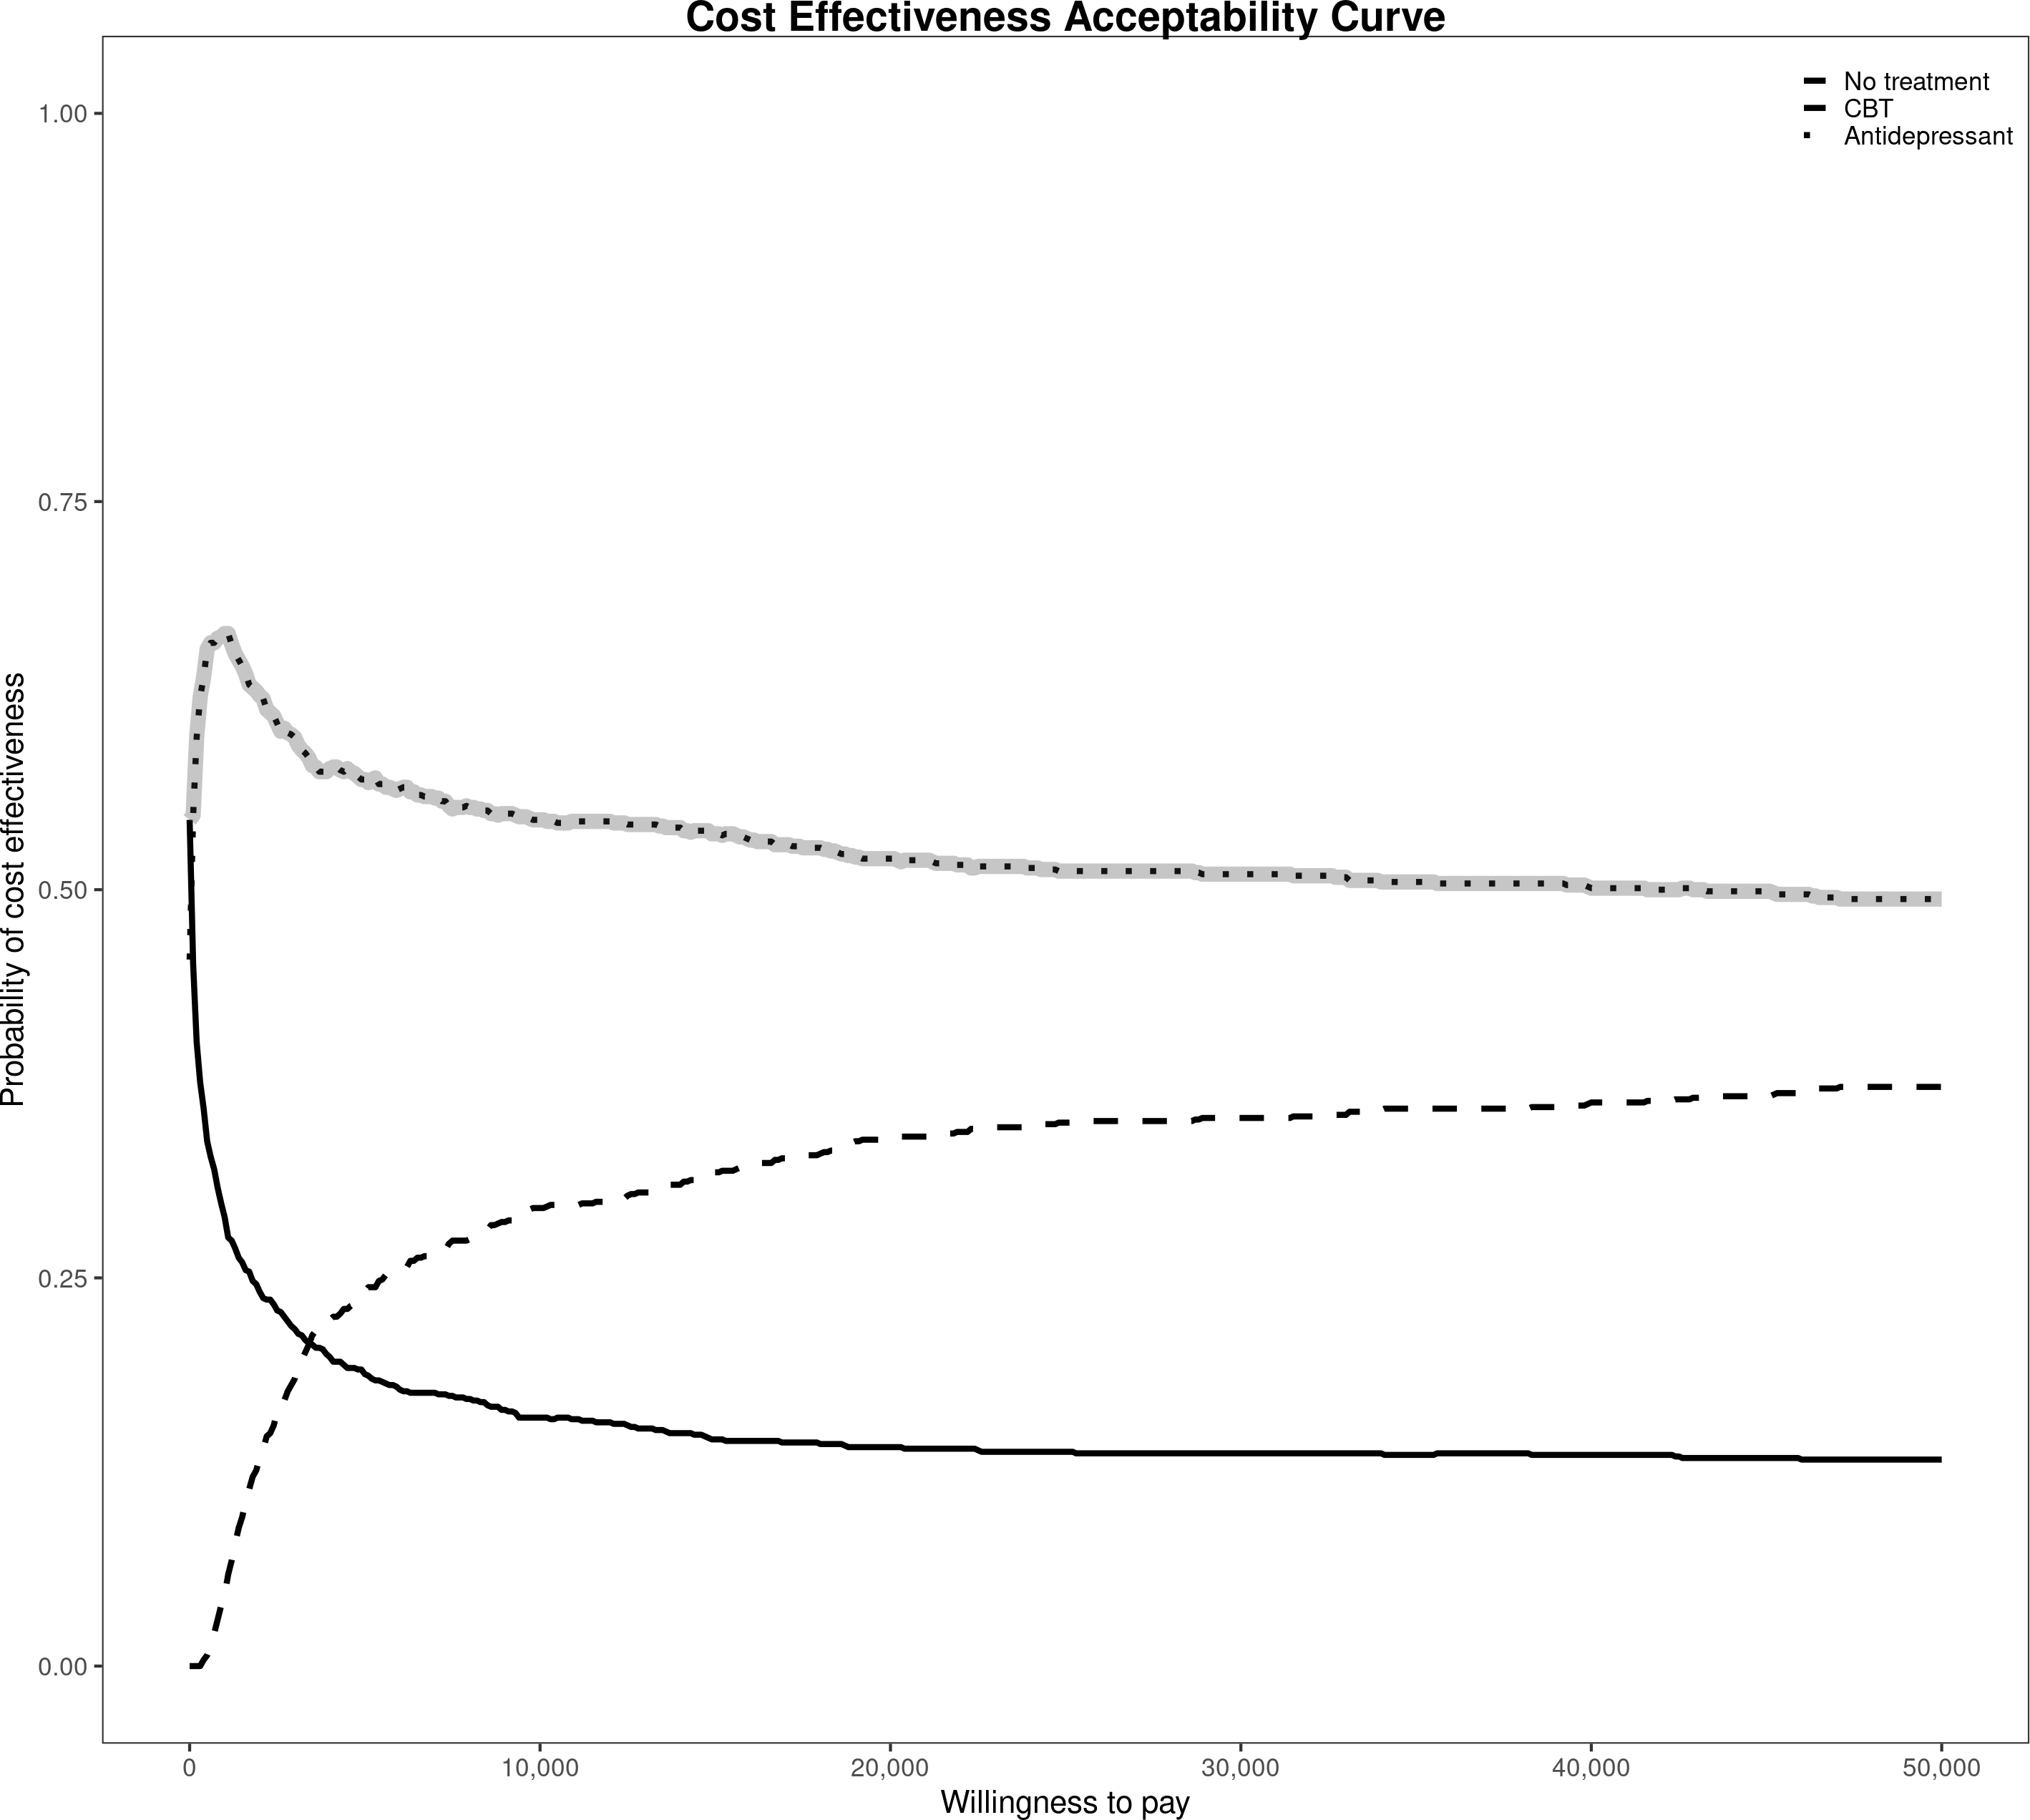 Cost Effectiveness Acceptability Curve
No treatment
CBT
Antidepressant
1.00
0.75
0.50
0.25
0.00
Probability of cost effectiveness
0
10,000
20,000
30,000
40,000
50,000
Willingness to pay